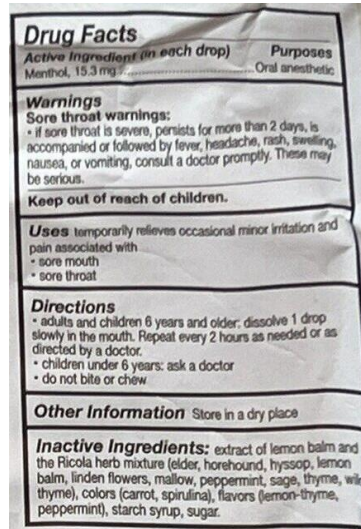 Drug Facts
Active Ingredient (in each drop) Purposes
Menthol, 15.3 mg ........................ Oral anesthetic
Warnings
Sore throat warnings:
• if sore throat is severe, persists for more than 2 days, is
accompanied or followed by fever, headache, rash, swelling,
nausea, or vomiting, consult a doctor promptly. These may
be serious.
Keep out of reach of children.
Uses temporarily relieves occasional minor irritation and
pain associated with
• sore mouth
• sore throat
Directions
• adults and children 6 years and older: dissolve 1 drop
slowly in the mouth. Repeat every 2 hours as needed or as
directed by a doctor.
• children under 6 years: ask a doctor
• do not bite or chew
Other Information Store in a dry place
Inactive Ingredients: extract of lemon balm and
the Ricola herb mixture (elder, horehound, hyssop, lemon
balm, linden flowers, mallow, peppermint, sage, thyme, wil
thyme), colors (carrot, spirulina), flavors (lemon-thyme,
peppermint), starch syrup, sugar.